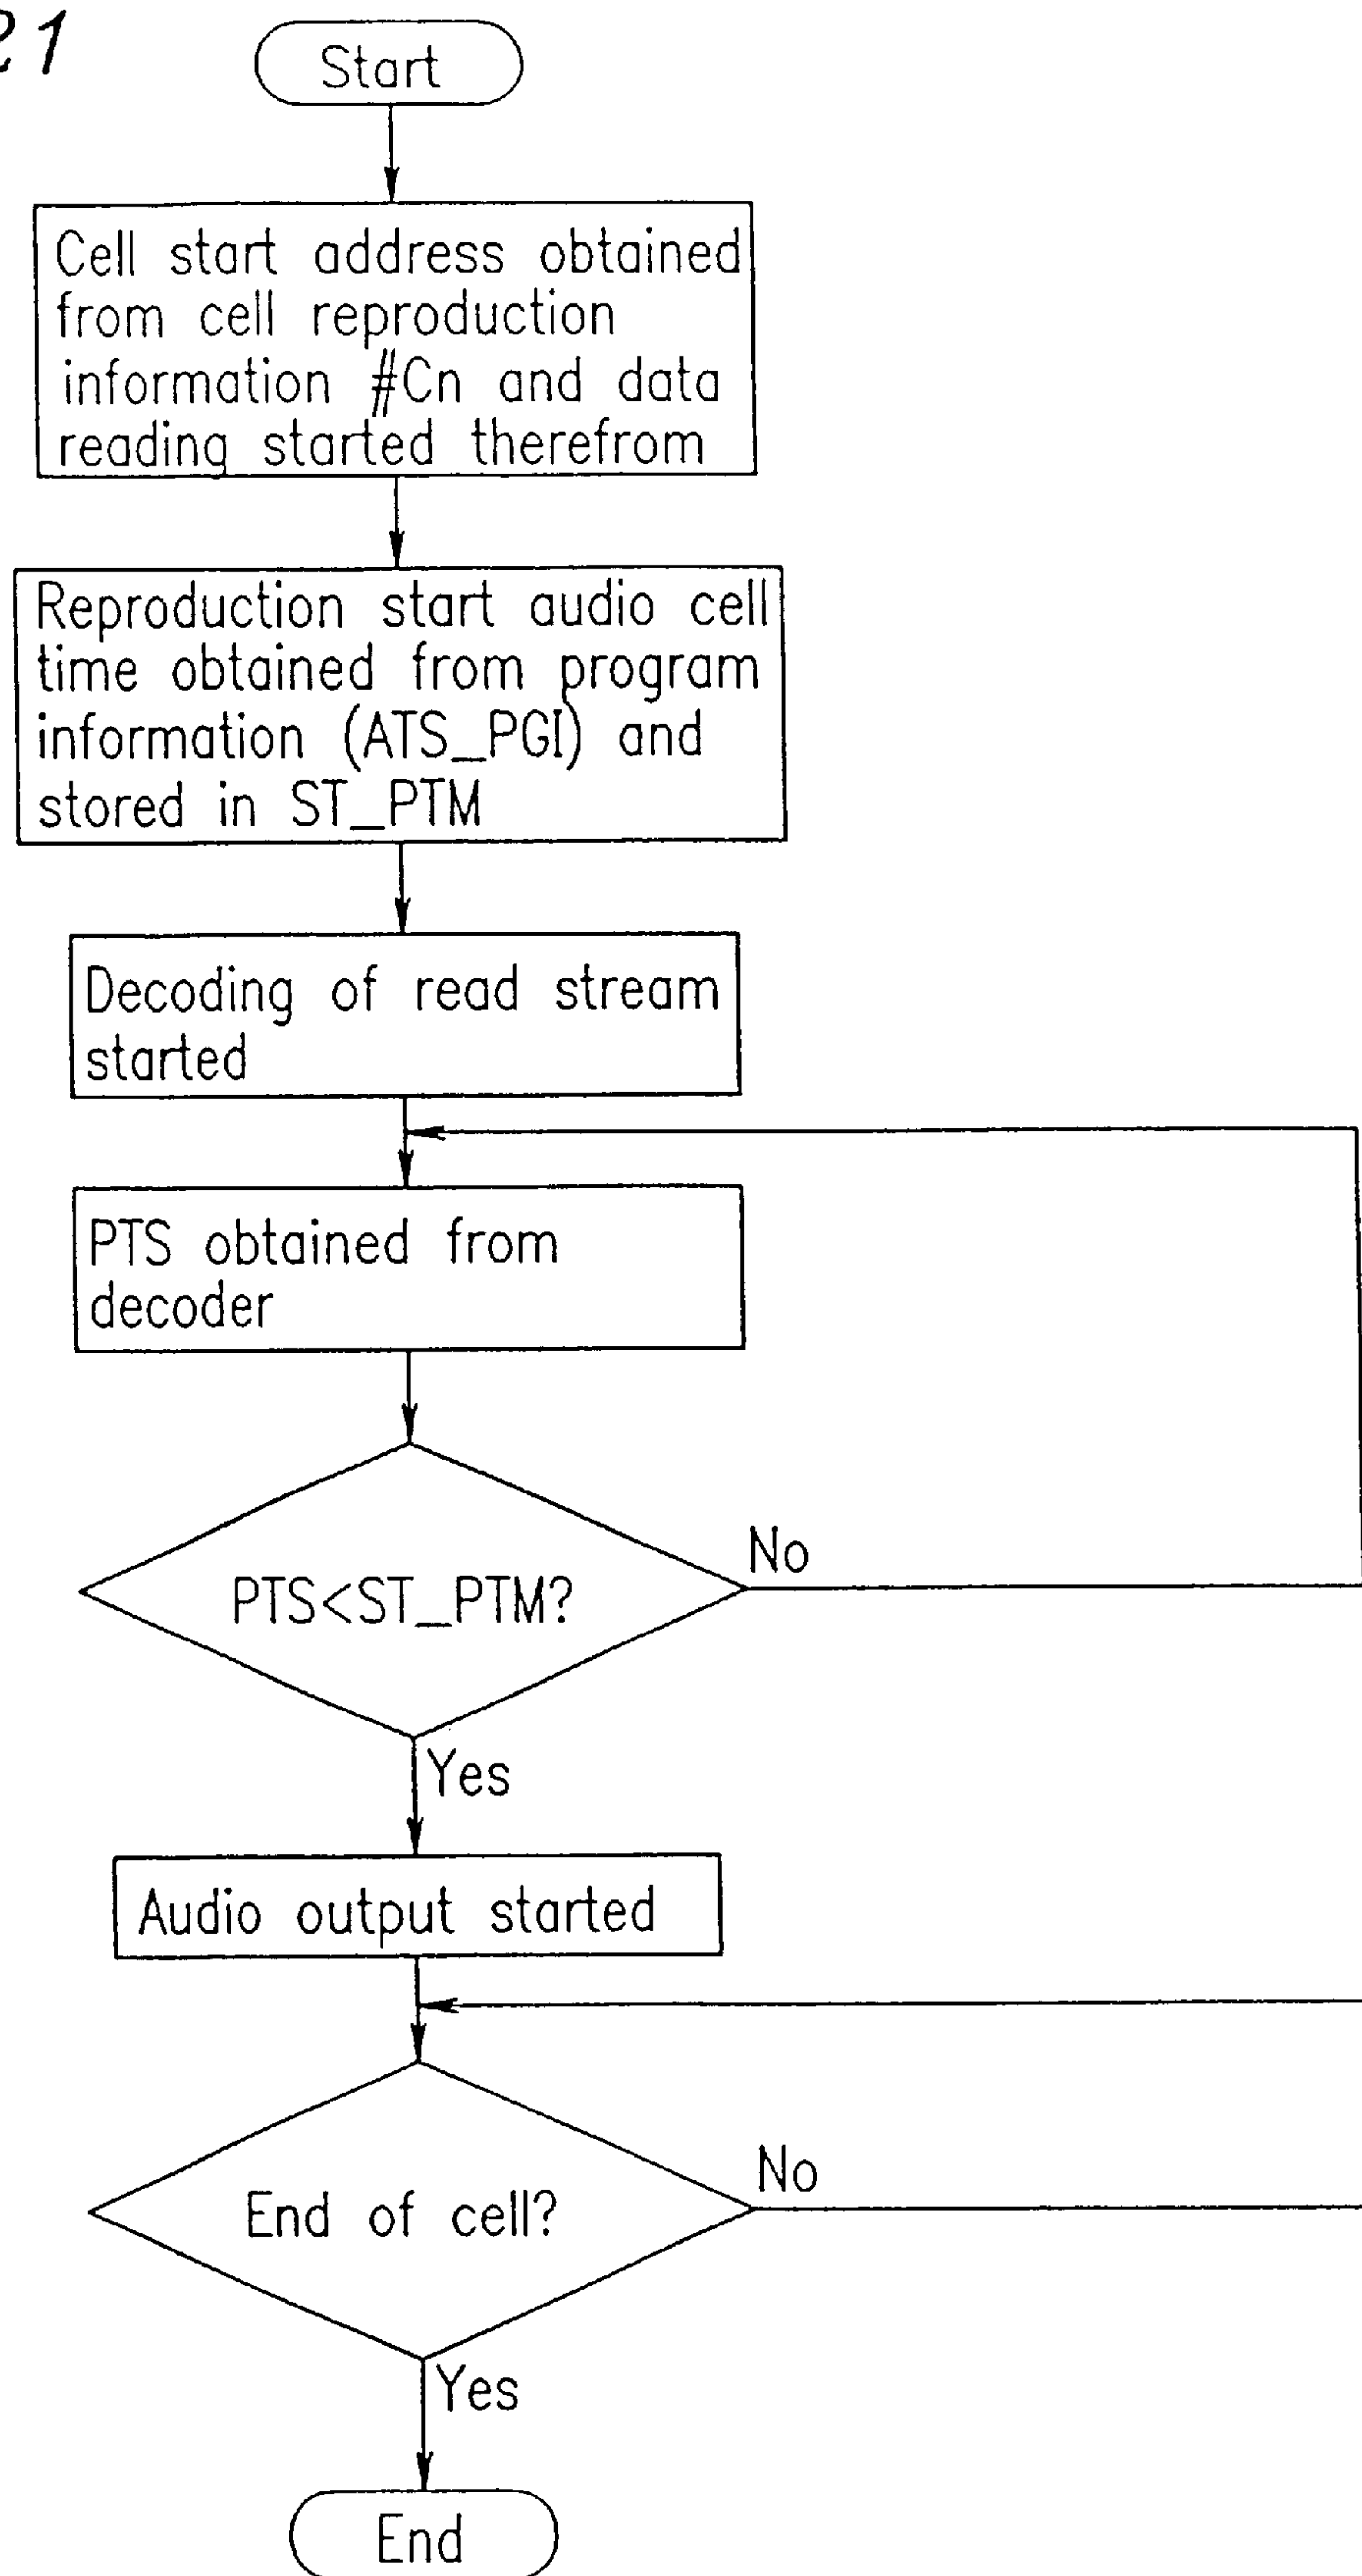 21
Start
Cell start address obtained
from cell reproduction
information #Cn and data
reading started therefrom
Reproduction start audio cell
time obtained from program
information (ATS_PGI) and
stored in ST_PTM
Decoding of read stream
started
PTS obtained from
decoder
PTS<ST_PTM?
No
Yes
Audio output started
End of cell?
No
Yes
End